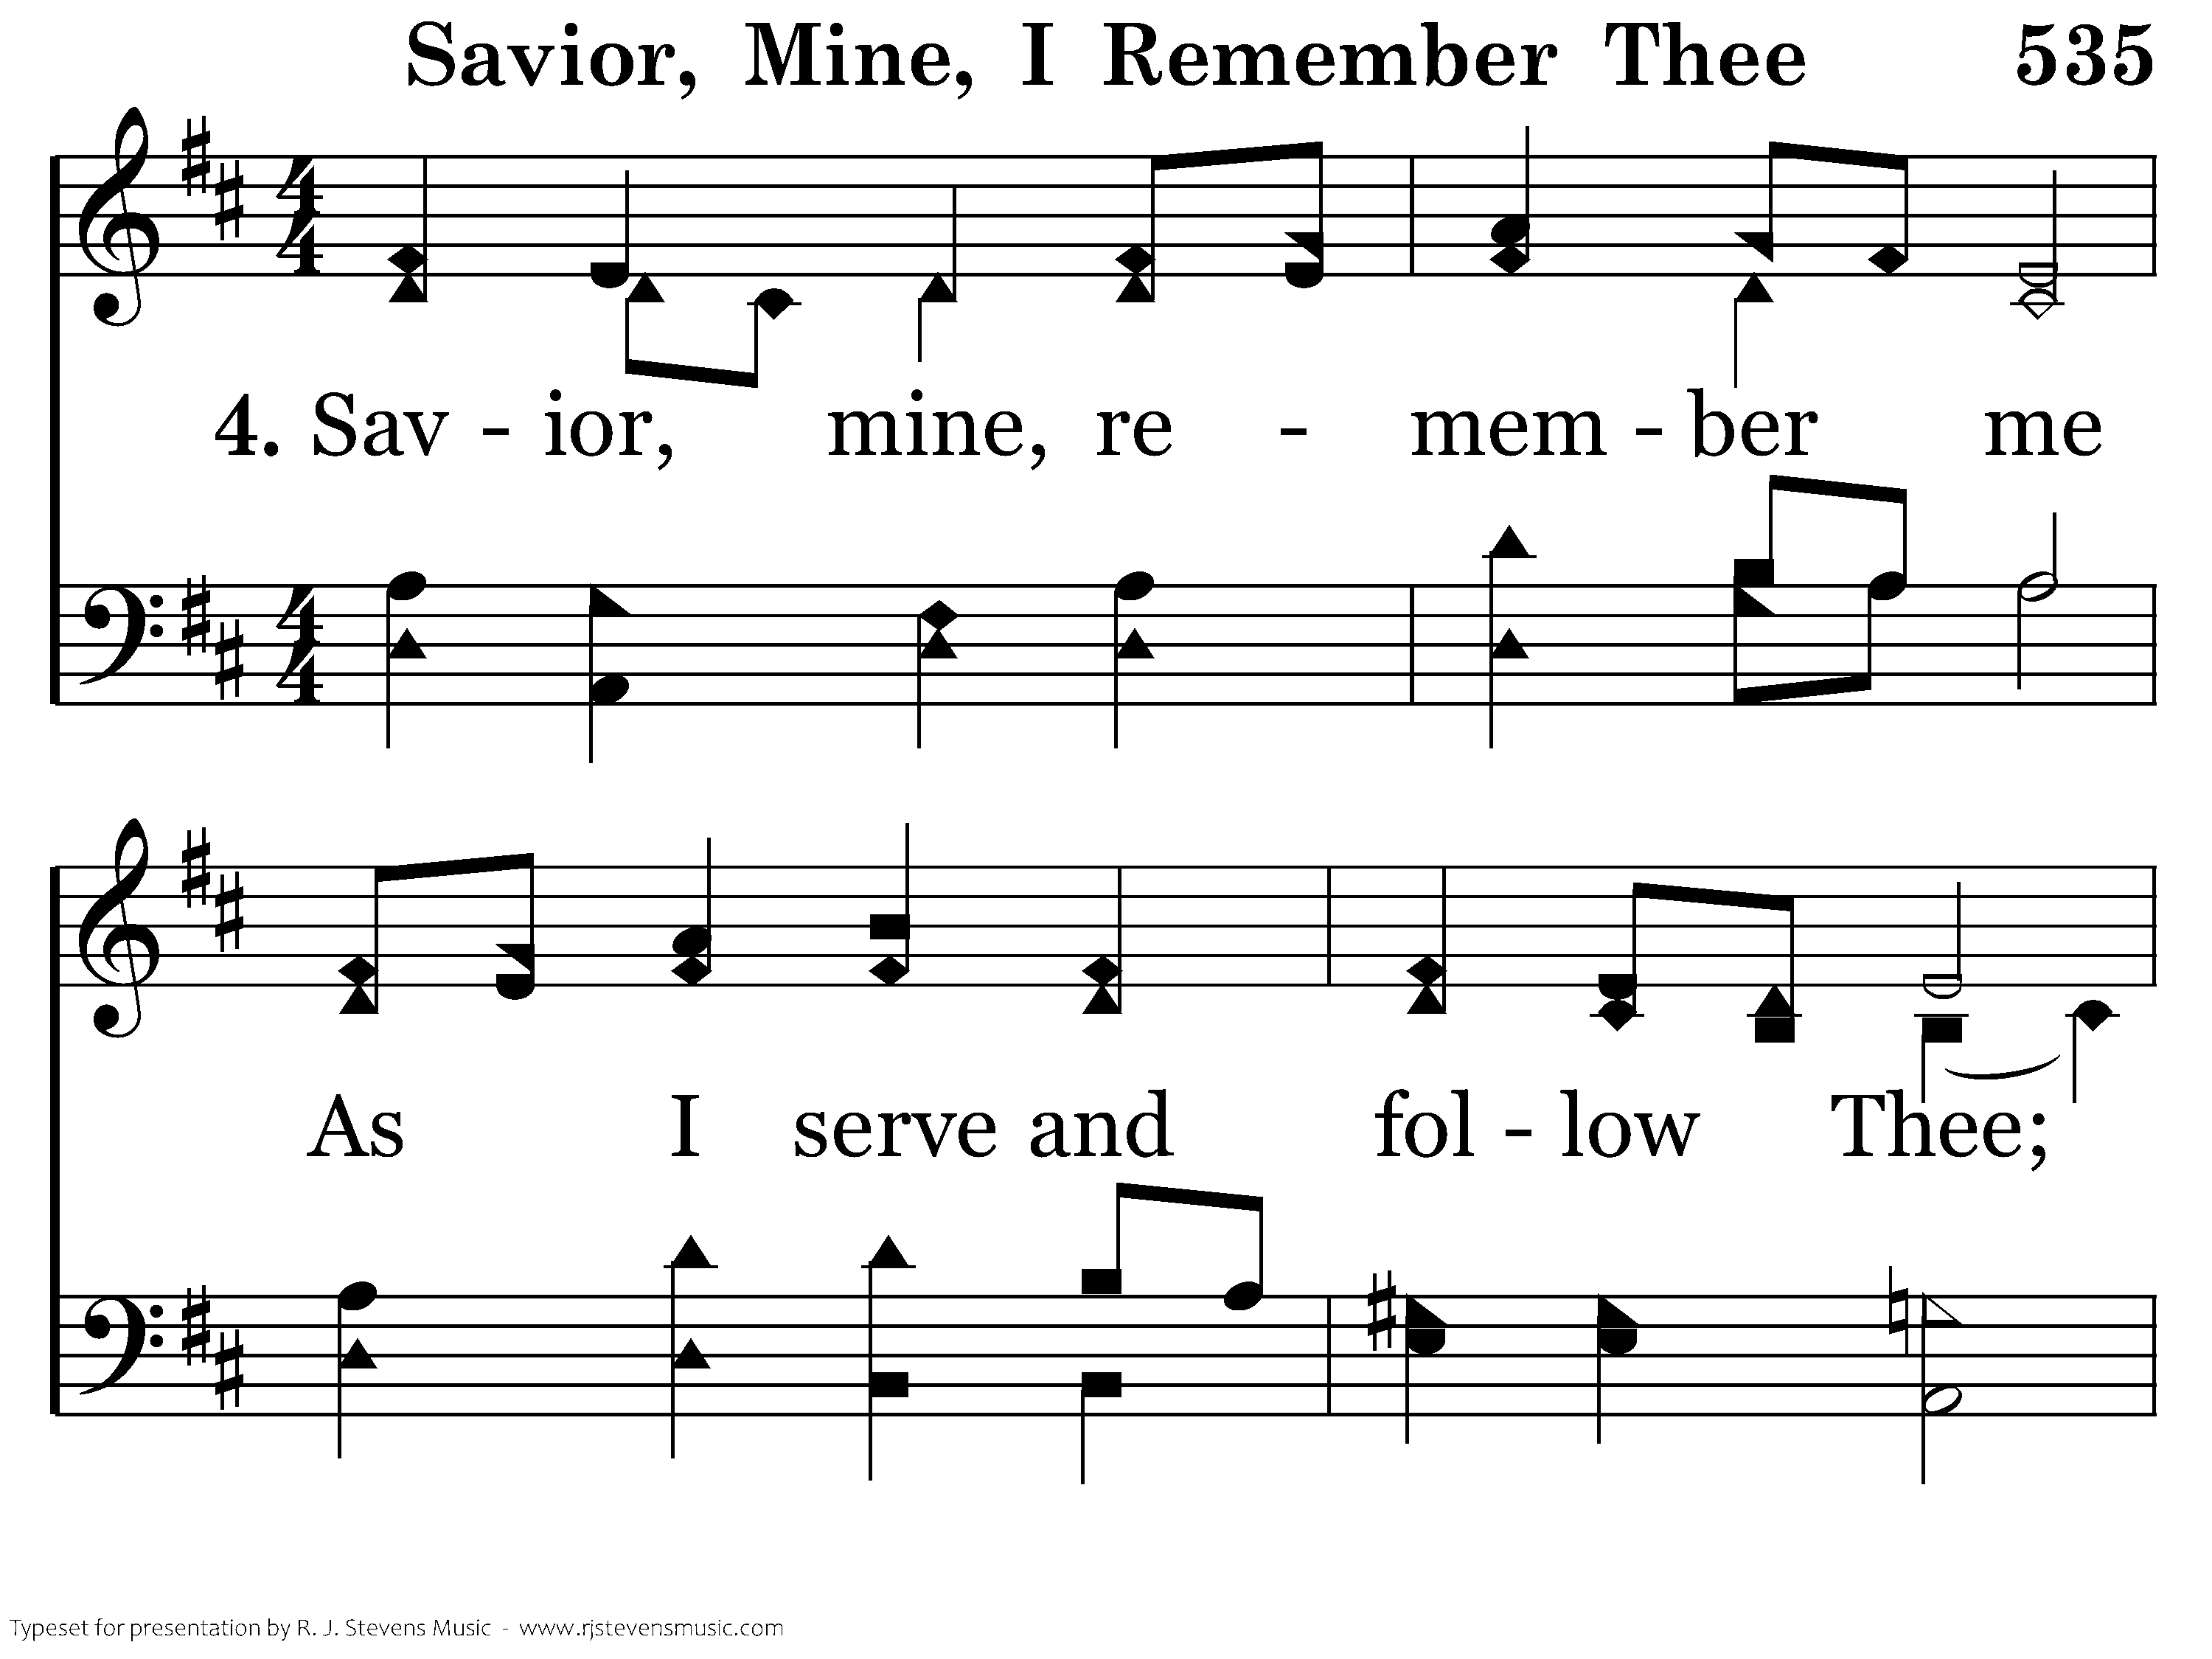 Savior, Mine, I Remember Thee 535
4. Sav - ior, mine, re - mem - ber me
As I serve and fol - low Thee;
Typeset for presentation by R. J. Stevens Music - www.rjstevensmusic.com